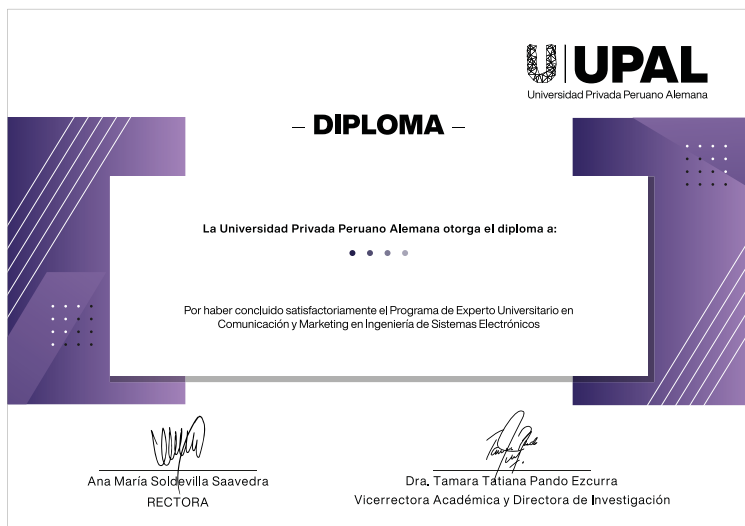 UPAL
Universidad Privada Peruano Alemana
– DIPLOMA –
La Universidad Privada Peruano Alemana otorga el diploma a:
Por haber concluido satisfactoriamente el Programa de Experto Universitario en
Comunicación y Marketing en Ingeniería de Sistemas Electrónicos
Ana María Soldevilla Saavedra
RECTORA
Dra. Tamara Tatiana Pando Ezcurra
Vicerrectora Académica y Directora de Investigación